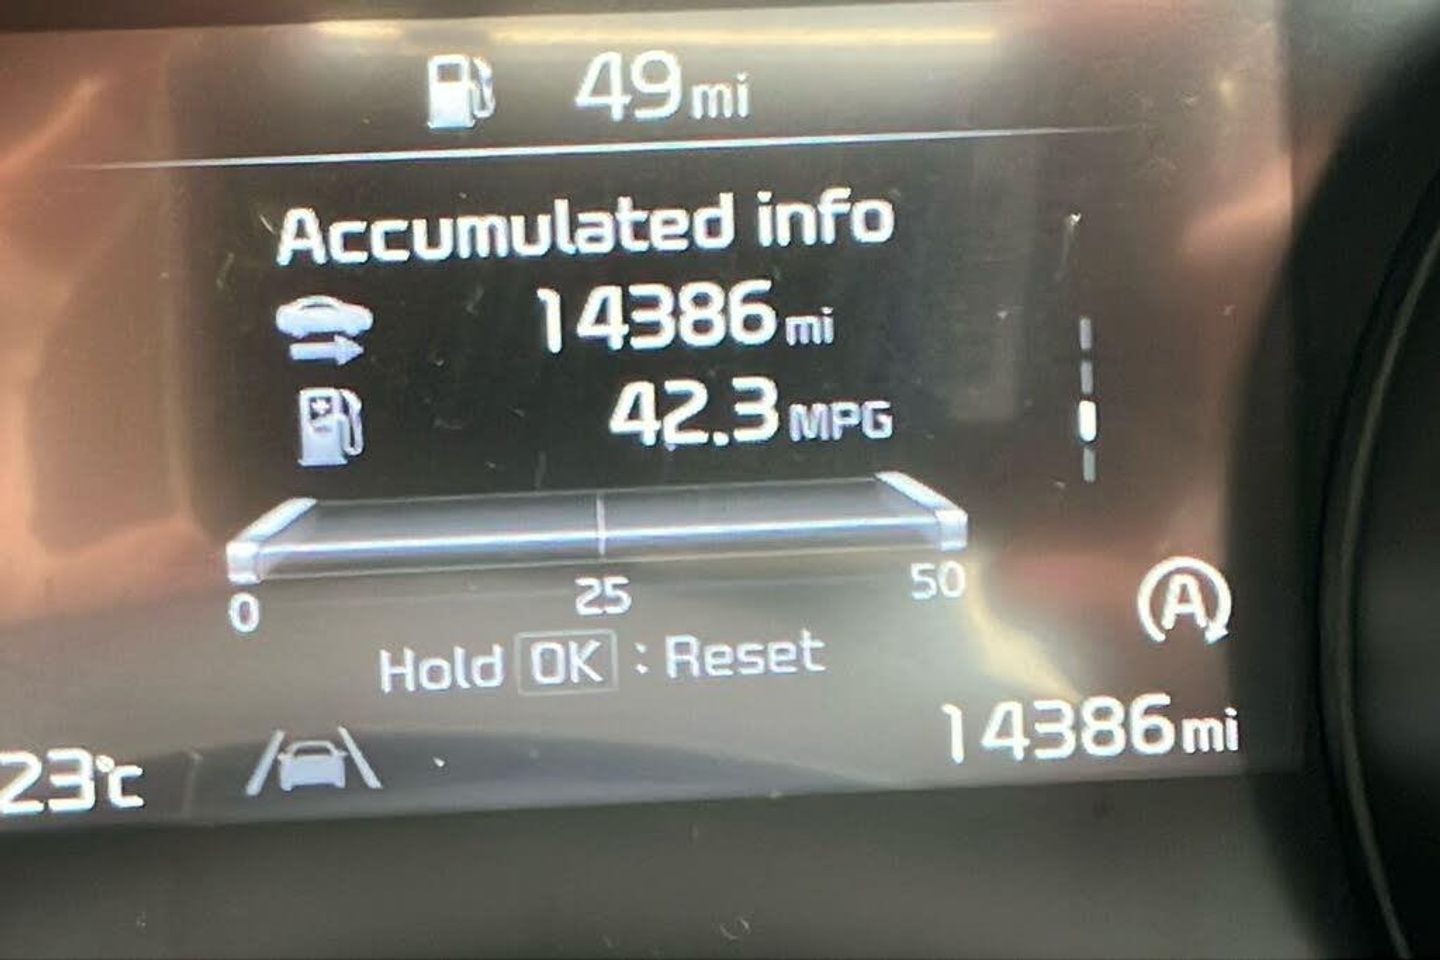 49mi
Accumulated info
14386mi
42.3MPG
0 25 50
Hold OK : Reset
A
14386mi
23°c